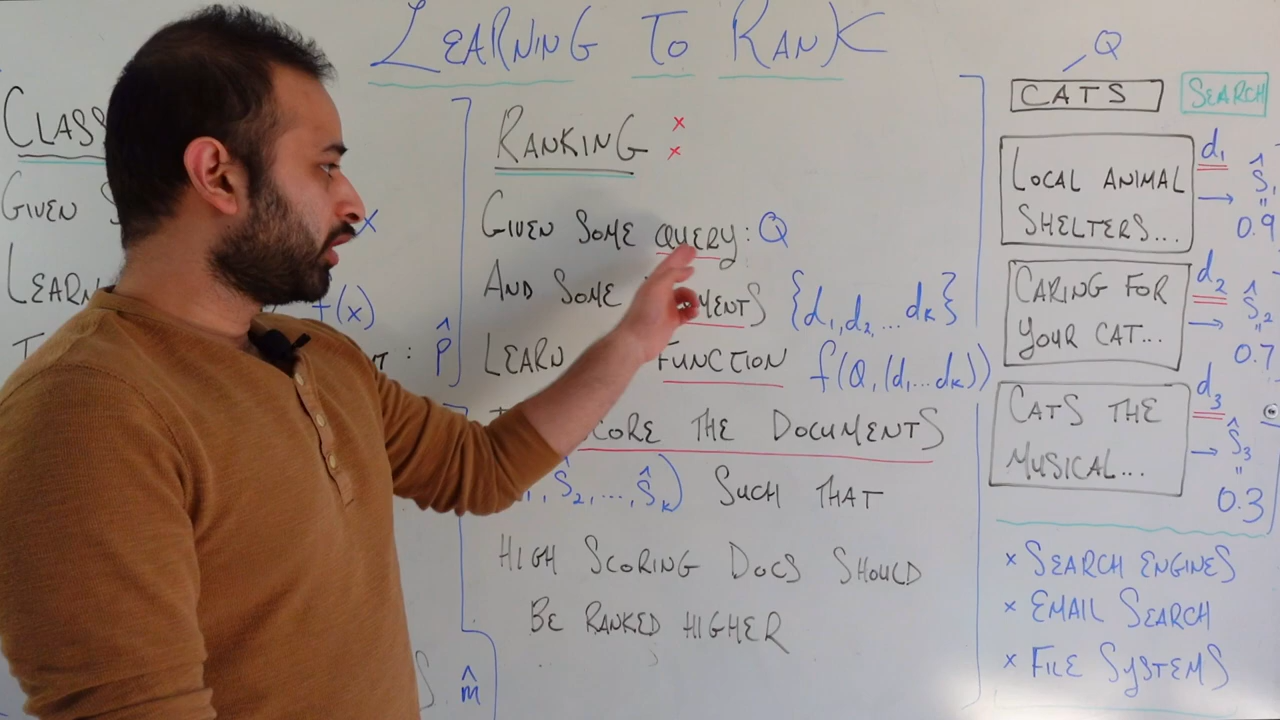 LEARNING TO RANK
CLASS
GIVEN
LEARN
f(x)
: p̂
m̂
RANKING
GIVEN SOME QUERY: Q
AND SOME {d₁, d₂, ... dₖ}
LEARN FUNCTION f(Q, (d₁ ... dₖ))
SCORE THE DOCUMENTS
, ŝ₂, ..., ŝₖ) SUCH THAT
HIGH SCORING DOCS SHOULD
BE RANKED HIGHER
Q
CATS SEARCH
LOCAL ANIMAL
SHELTERS...
d₁
→ ŝ₁
"
0.9
CARING FOR
YOUR CAT...
d₂
→ ŝ₂
"
0.7
CATS THE
MUSICAL...
d₃
→ ŝ₃
"
0.3
× SEARCH ENGINES
× EMAIL SEARCH
× FILE SYSTEMS